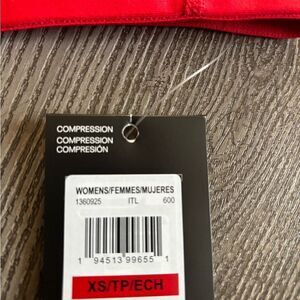 COMPRESSION
COMPRESSION
COMPRESIÓN
WOMENS/FEMMES/MUJERES
1360925 ITL 600
1 94513 99655 1
XS/TP/ECH